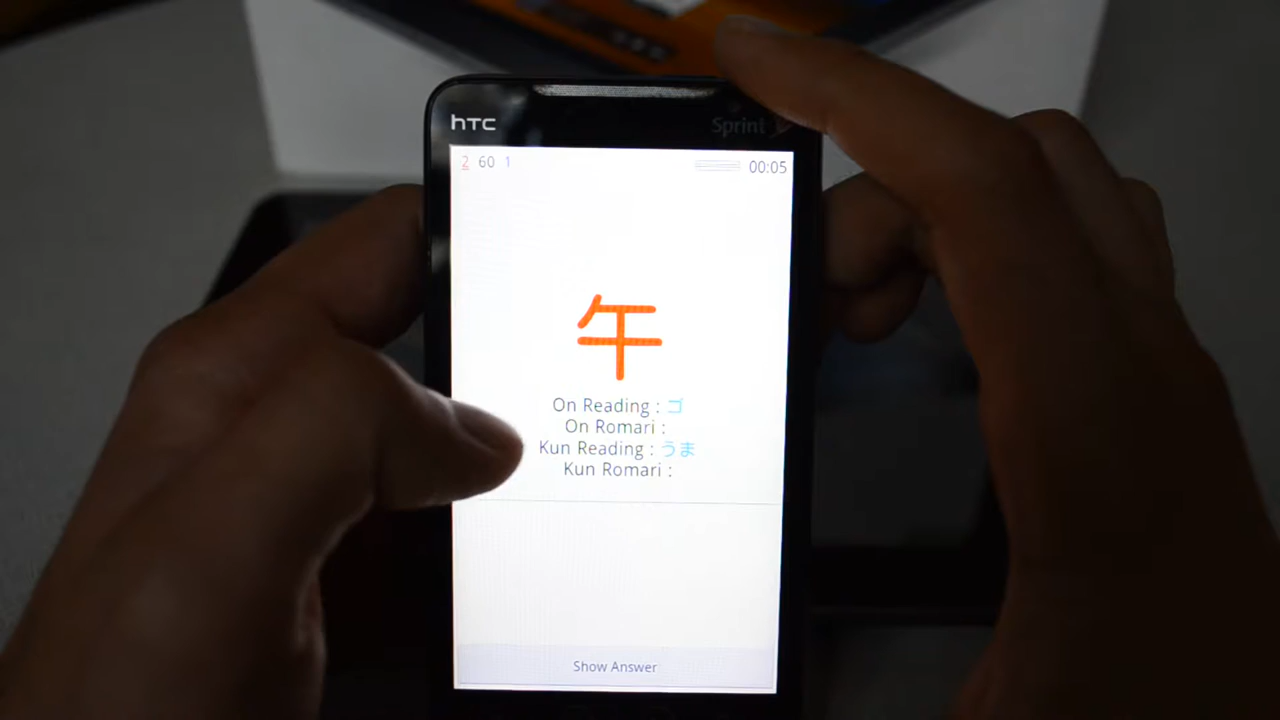 hTC
Sprint
2 60 1 00:05
午
On Reading : ゴ
On Romari :
Kun Reading : うま
Kun Romari :
Show Answer